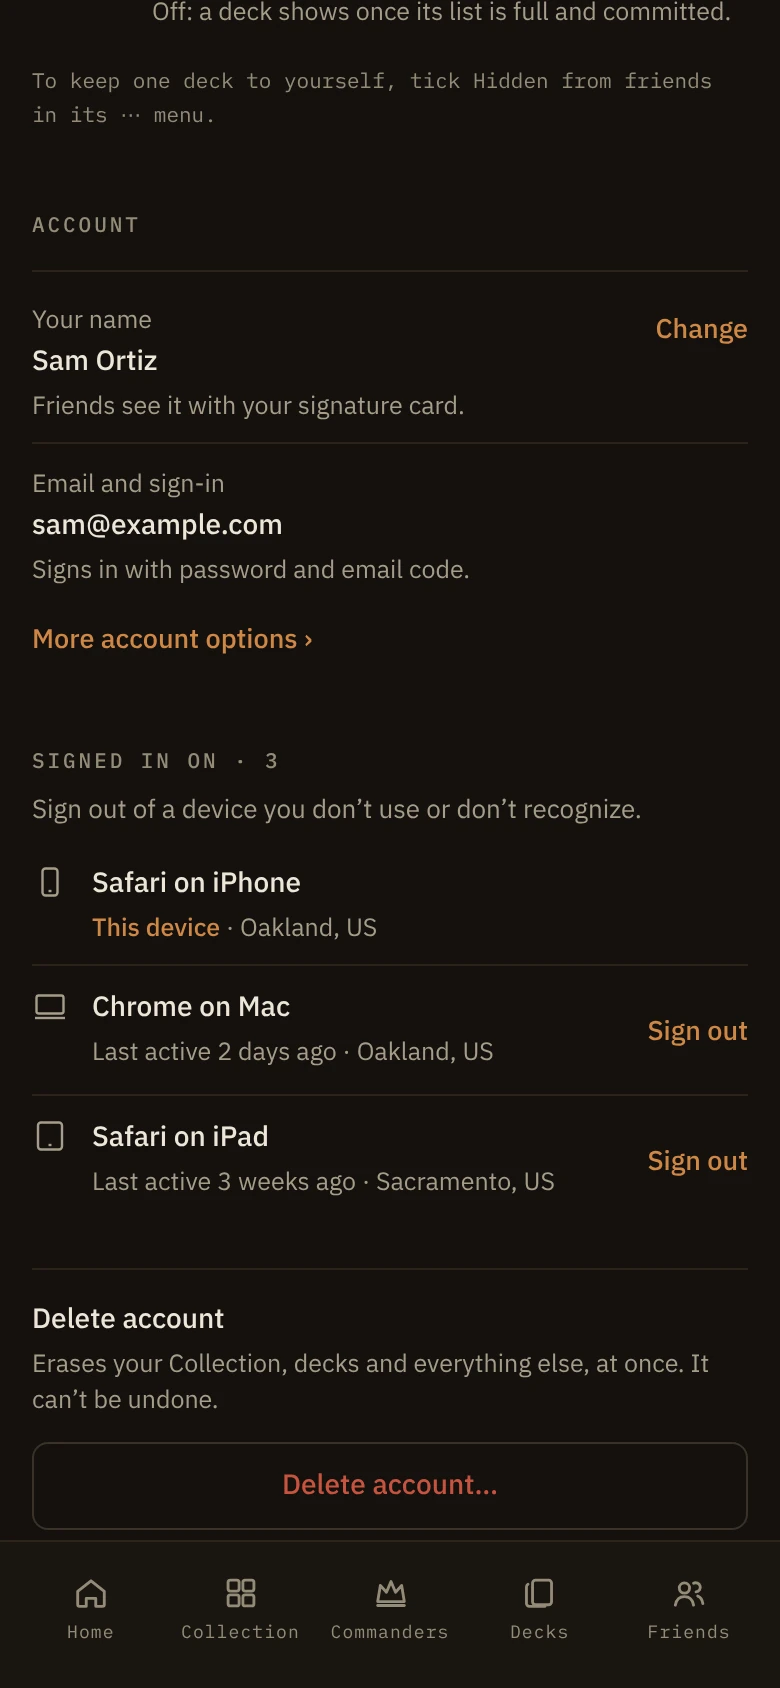 Off: a deck shows once its list is full and committed.
To keep one deck to yourself, tick Hidden from friends
in its ··· menu.
ACCOUNT
Your name
Sam Ortiz
Change
Friends see it with your signature card.
Email and sign-in
sam@example.com
Signs in with password and email code.
More account options ›
SIGNED IN ON · 3
Sign out of a device you don’t use or don’t recognize.
Safari on iPhone
This device · Oakland, US
Chrome on Mac
Last active 2 days ago · Oakland, US
Sign out
Safari on iPad
Last active 3 weeks ago · Sacramento, US
Sign out
Delete account
Erases your Collection, decks and everything else, at once. It
can’t be undone.
Delete account…
Home
Collection
Commanders
Decks
Friends